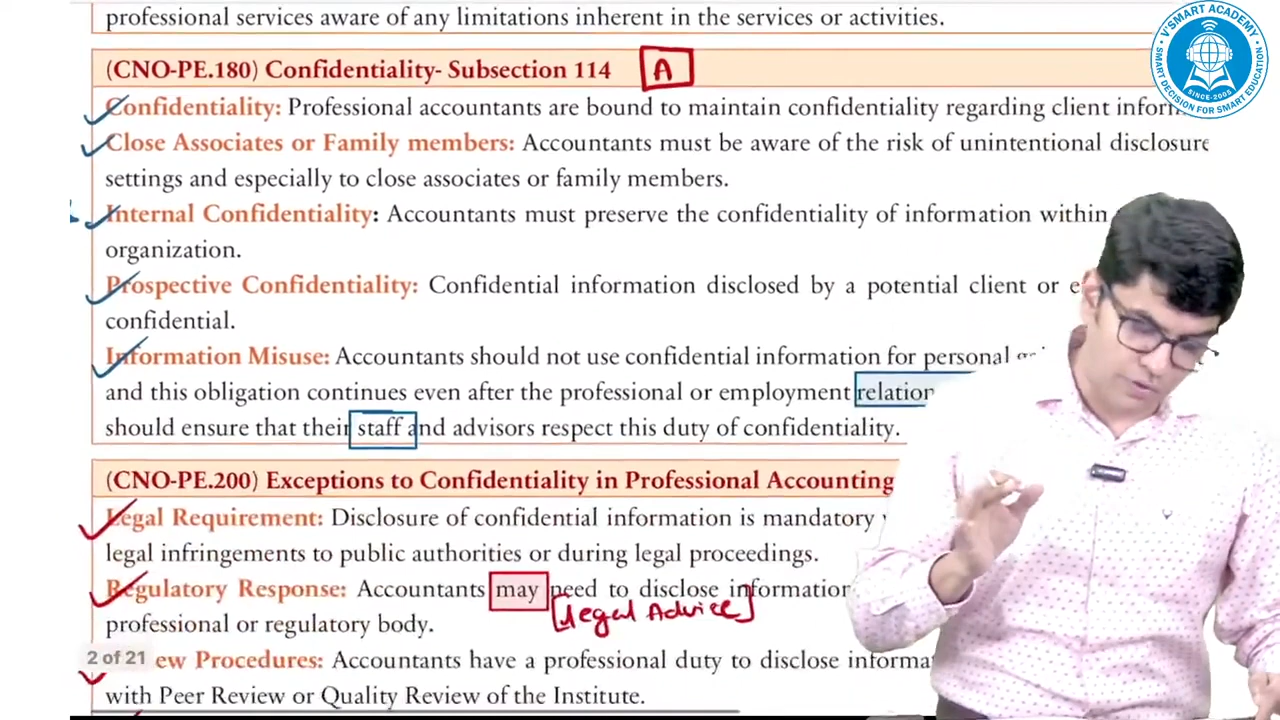 professional services aware of any limitations inherent in the services or activities.
(CNO-PE.180) Confidentiality- Subsection 114 A
Confidentiality: Professional accountants are bound to maintain confidentiality regarding client
Close Associates or Family members: Accountants must be aware of the risk of unintentional disclosure
settings and especially to close associates or family members.
Internal Confidentiality: Accountants must preserve the confidentiality of information within
organization.
Prospective Confidentiality: Confidential information disclosed by a potential client or
confidential.
Information Misuse: Accountants should not use confidential information for personal
and this obligation continues even after the professional or employment relation
should ensure that their staff and advisors respect this duty of confidentiality.
(CNO-PE.200) Exceptions to Confidentiality in Professional Accounting
Legal Requirement: Disclosure of confidential information is mandatory
legal infringements to public authorities or during legal proceedings.
Regulatory Response: Accountants may need to disclose information
[legal Advice]
professional or regulatory body.
2 of 21
ew Procedures: Accountants have a professional duty to disclose informa
with Peer Review or Quality Review of the Institute.
V'SMART ACADEMY
SMART DECISION FOR SMART EDUCATION
SINCE-2005